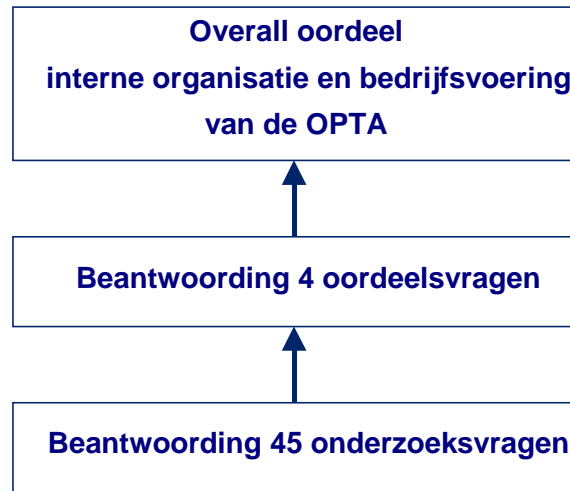 Overall oordeel
interne organisatie en bedrijfsvoering
van de OPTA
Beantwoording 4 oordeelsvragen
Beantwoording 45 onderzoeksvragen